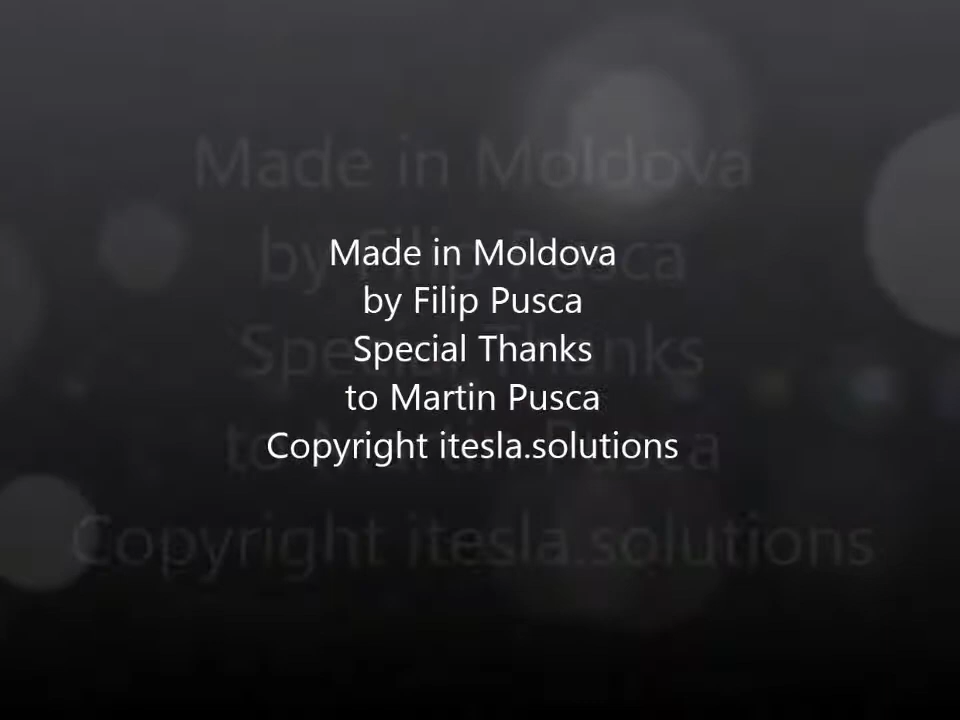 Made in Moldova
by Filip Pusca
Special Thanks
to Martin Pusca
Copyright itesla.solutions